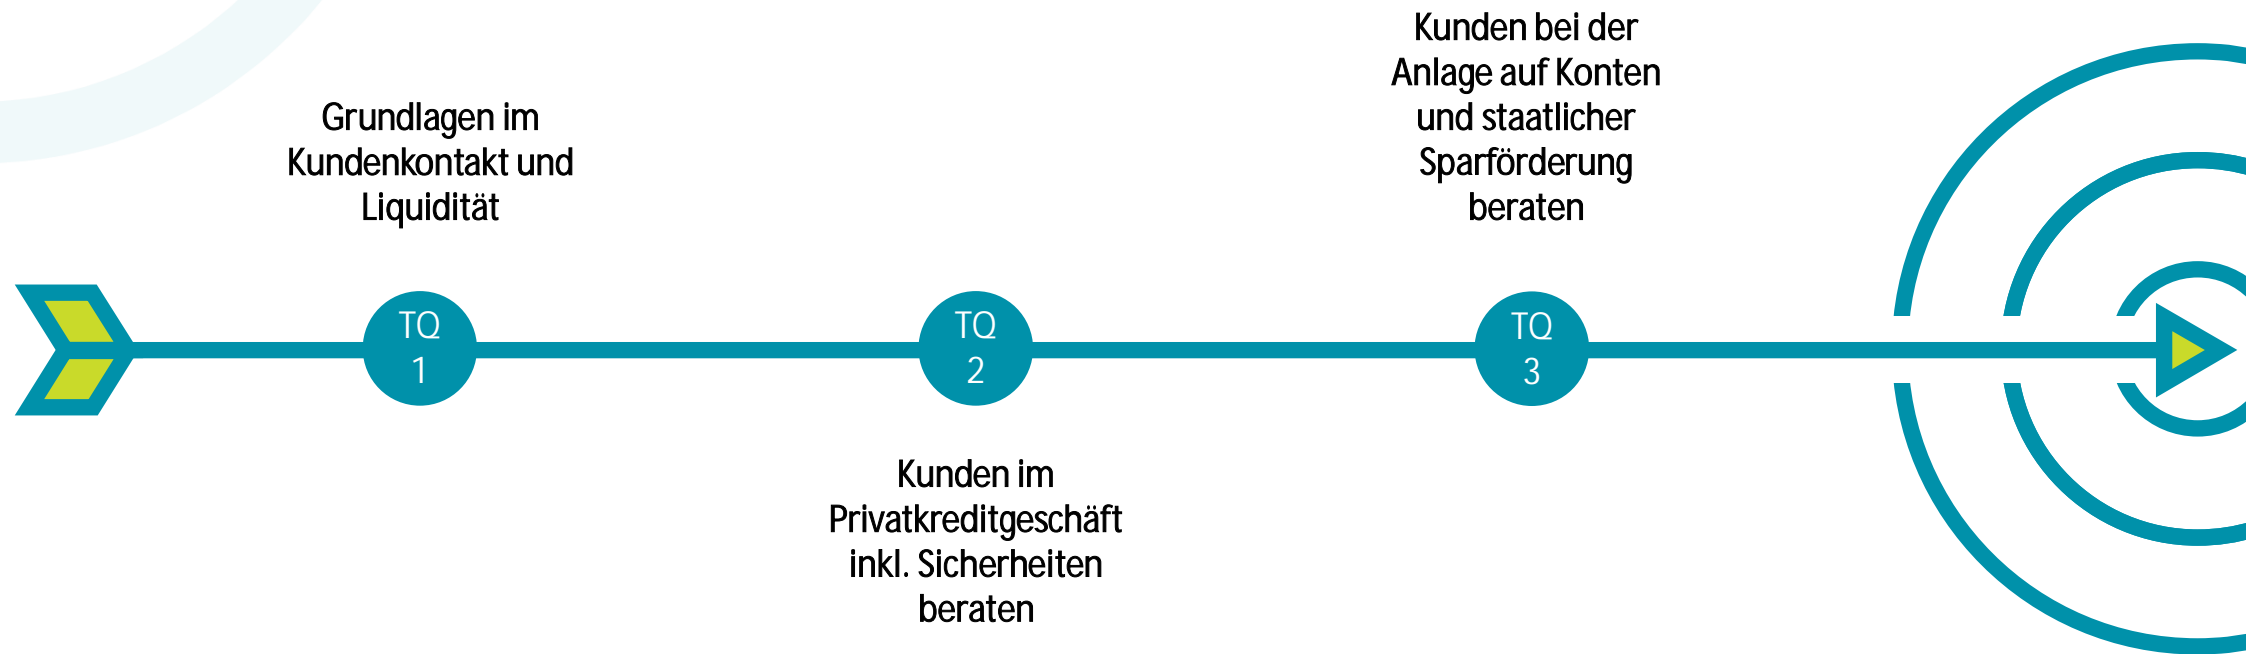 Grundlagen im
Kundenkontakt und
Liquidität
TQ
1
Kunden im
Privatkreditgeschäft
inkl. Sicherheiten
beraten
TQ
2
Kunden bei der
Anlage auf Konten
und staatlicher
Sparförderung
beraten
TQ
3